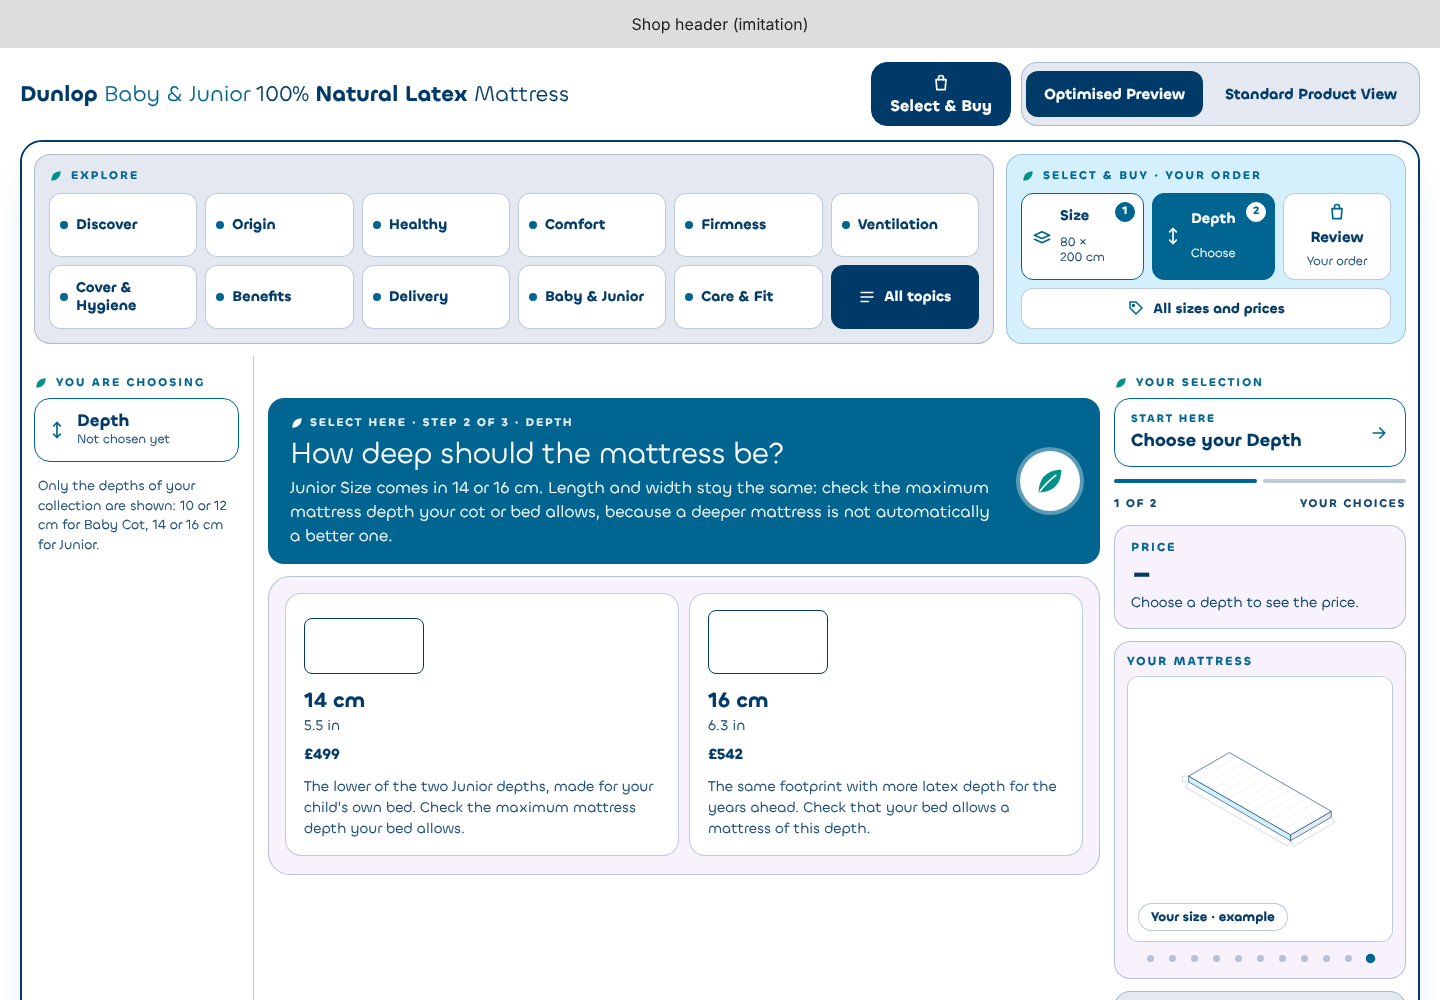 Shop header (imitation)
Dunlop Baby & Junior 100% Natural Latex Mattress
Select & Buy
Optimised Preview
Standard Product View
EXPLORE
Discover
Origin
Healthy
Comfort
Firmness
Ventilation
Cover &
Hygiene
Benefits
Delivery
Baby & Junior
Care & Fit
All topics
SELECT & BUY · YOUR ORDER
Size
1
80 ×
200 cm
Depth
2
Choose
Review
Your order
All sizes and prices
YOU ARE CHOOSING
Depth
Not chosen yet
Only the depths of your
collection are shown: 10 or 12
cm for Baby Cot, 14 or 16 cm
for Junior.
SELECT HERE · STEP 2 OF 3 · DEPTH
How deep should the mattress be?
Junior Size comes in 14 or 16 cm. Length and width stay the same: check the maximum
mattress depth your cot or bed allows, because a deeper mattress is not automatically
a better one.
14 cm
5.5 in
£499
The lower of the two Junior depths, made for your
child's own bed. Check the maximum mattress
depth your bed allows.
16 cm
6.3 in
£542
The same footprint with more latex depth for the
years ahead. Check that your bed allows a
mattress of this depth.
YOUR SELECTION
START HERE
Choose your Depth
1 OF 2
YOUR CHOICES
PRICE
–
Choose a depth to see the price.
YOUR MATTRESS
Your size · example